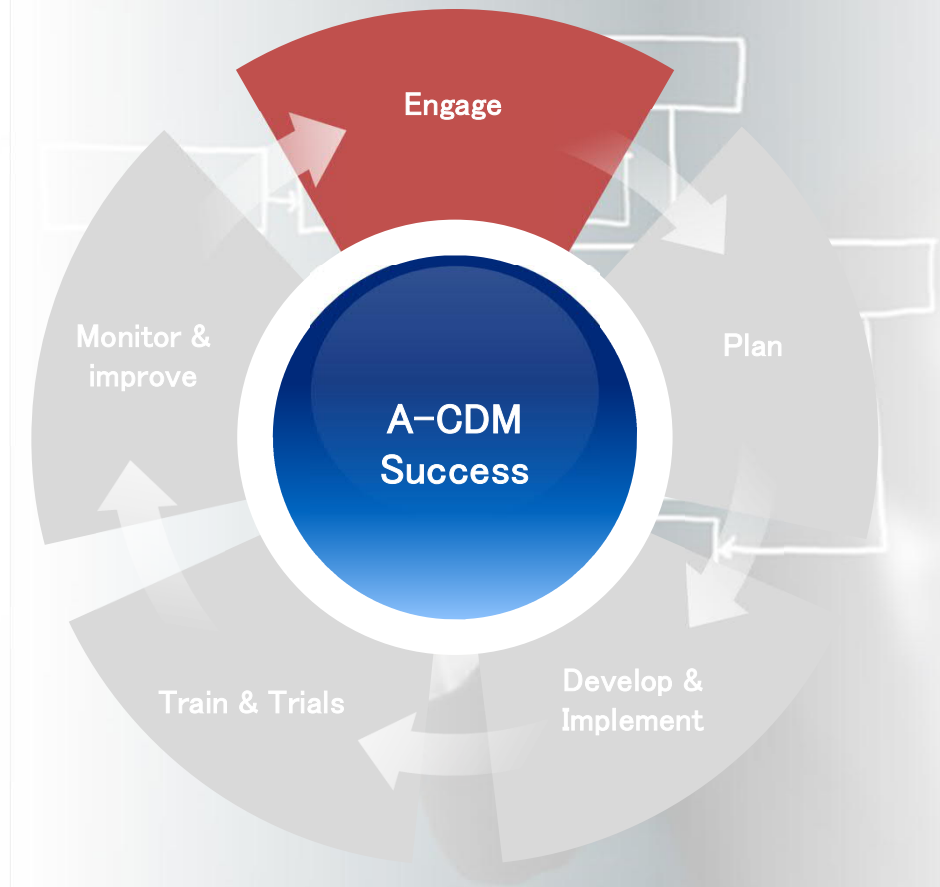 Engage
Plan
Develop &
Implement
Train & Trials
Monitor &
improve
A-CDM
Success